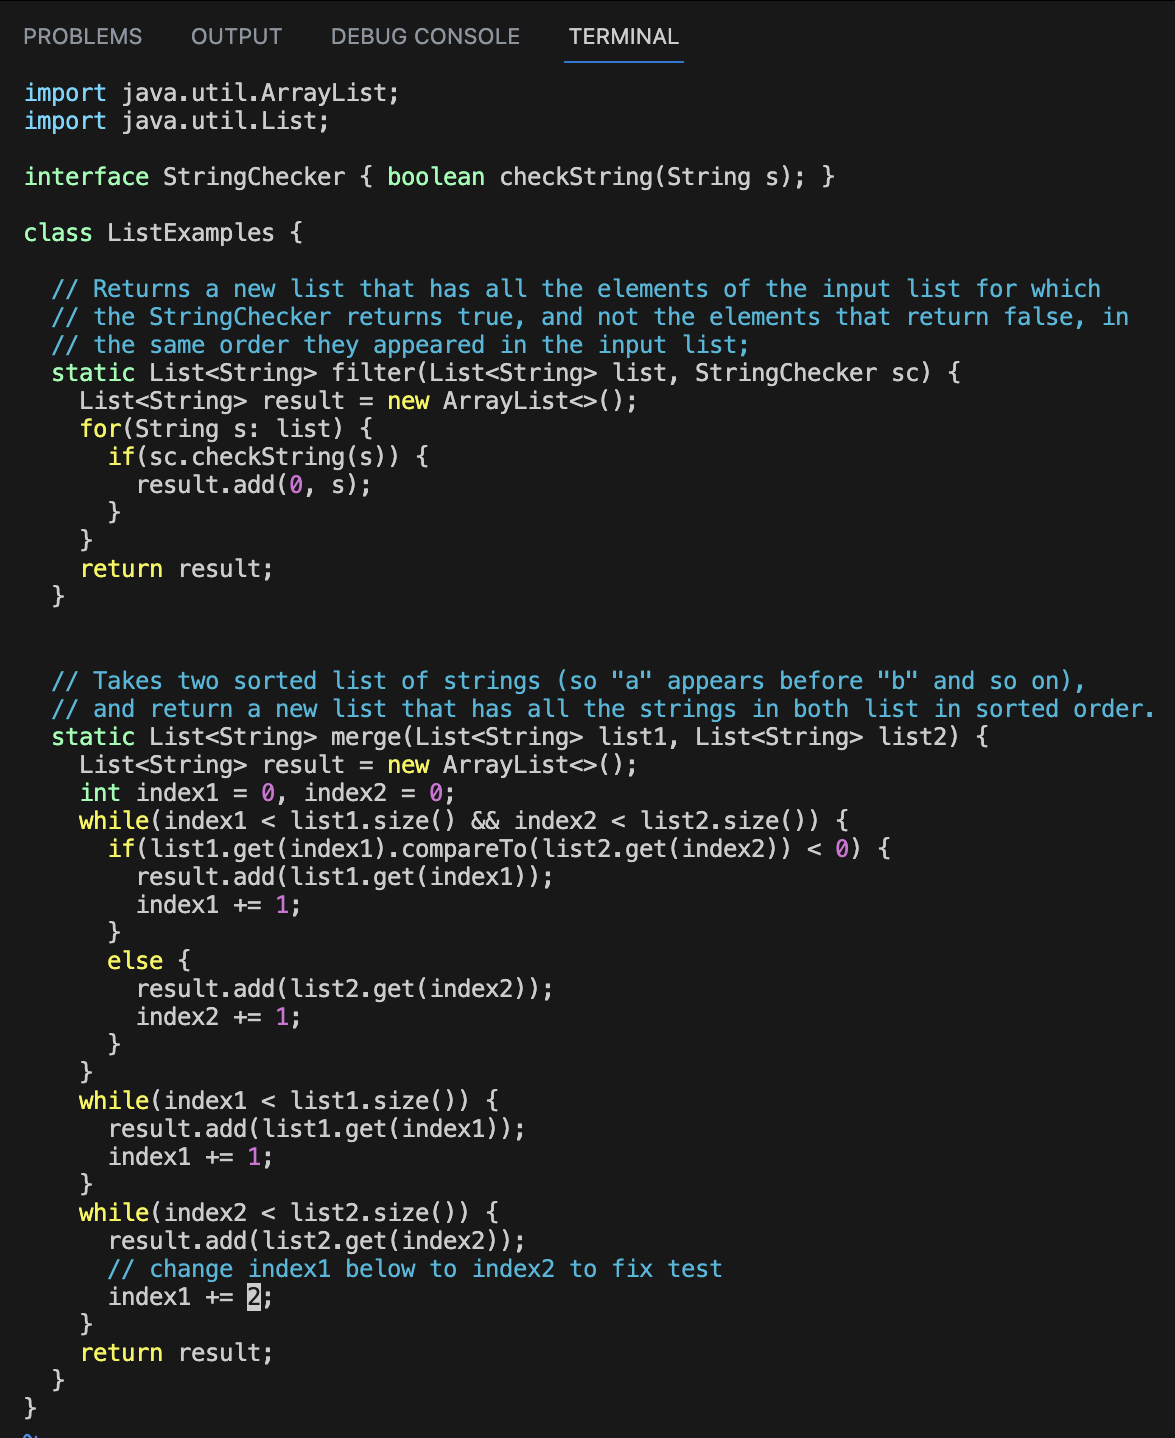 PROBLEMS OUTPUT DEBUG CONSOLE TERMINAL
import java.util.ArrayList;
import java.util.List;

interface StringChecker { boolean checkString(String s); }

class ListExamples {

  // Returns a new list that has all the elements of the input list for which
  // the StringChecker returns true, and not the elements that return false, in
  // the same order they appeared in the input list;
  static List<String> filter(List<String> list, StringChecker sc) {
    List<String> result = new ArrayList<>();
    for(String s: list) {
      if(sc.checkString(s)) {
        result.add(0, s);
      }
    }
    return result;
  }


  // Takes two sorted list of strings (so "a" appears before "b" and so on),
  // and return a new list that has all the strings in both list in sorted order.
  static List<String> merge(List<String> list1, List<String> list2) {
    List<String> result = new ArrayList<>();
    int index1 = 0, index2 = 0;
    while(index1 < list1.size() && index2 < list2.size()) {
      if(list1.get(index1).compareTo(list2.get(index2)) < 0) {
        result.add(list1.get(index1));
        index1 += 1;
      }
      else {
        result.add(list2.get(index2));
        index2 += 1;
      }
    }
    while(index1 < list1.size()) {
      result.add(list1.get(index1));
      index1 += 1;
    }
    while(index2 < list2.size()) {
      result.add(list2.get(index2));
      // change index1 below to index2 to fix test
      index1 += 2;
    }
    return result;
  }
}